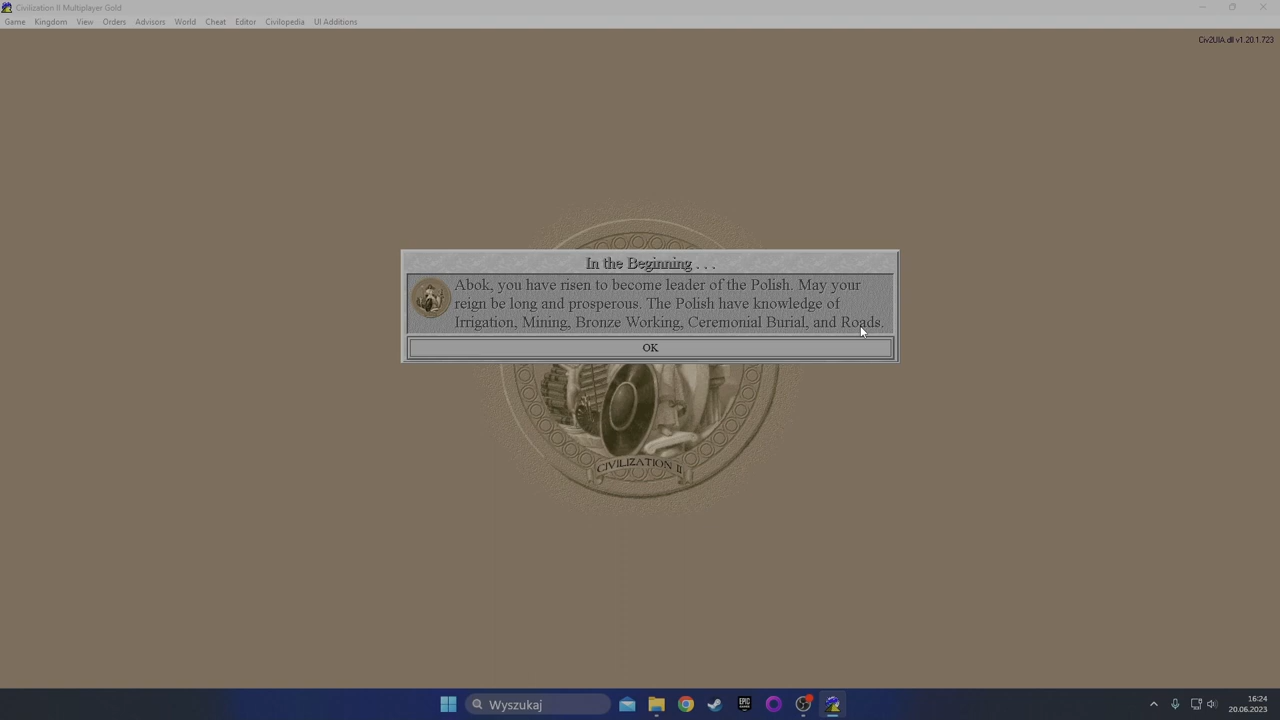 Civilization II Multiplayer Gold
Game Kingdom View Orders Advisors World Cheat Editor Civilopedia UI Additions
Civ2UIA.dll v1.20.1.723
In the Beginning . . .
Abok, you have risen to become leader of the Polish. May your
reign be long and prosperous. The Polish have knowledge of
Irrigation, Mining, Bronze Working, Ceremonial Burial, and Roads.
OK
CIVILIZATION II
Wyszukaj
EPIC GAMES
16:24
20.06.2023